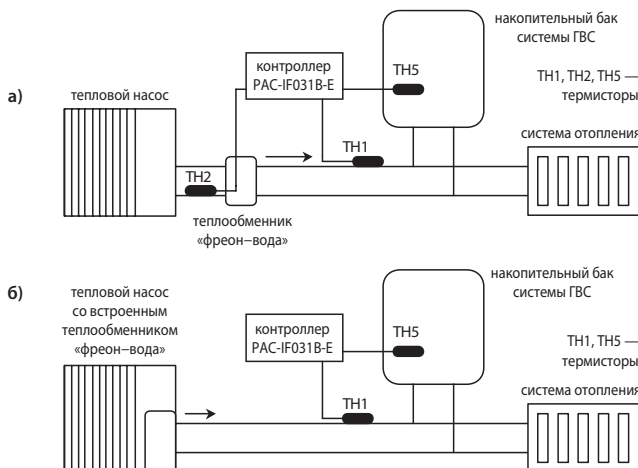 а)
тепловой насос
контроллер
PAC-IF031B-E
TH5
накопительный бак
системы ГВС
TH1, TH2, TH5 —
термисторы
TH1
TH2
система отопления
теплообменник
«фреон–вода»
б)
тепловой насос
со встроенным
теплообменником
«фреон–вода»
контроллер
PAC-IF031B-E
TH5
накопительный бак
системы ГВС
TH1, TH5 —
термисторы
TH1
система отопления